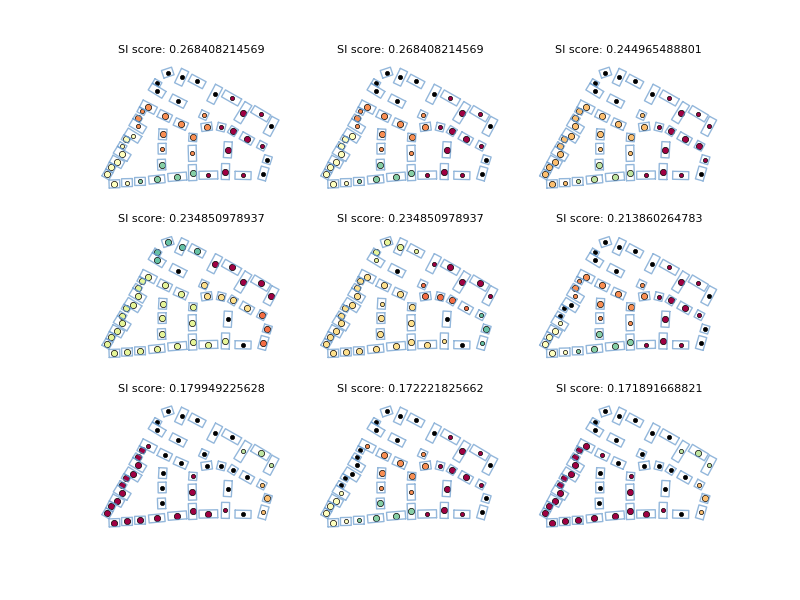 SI score: 0.268408214569
SI score: 0.268408214569
SI score: 0.244965488801
SI score: 0.234850978937
SI score: 0.234850978937
SI score: 0.213860264783
SI score: 0.179949225628
SI score: 0.172221825662
SI score: 0.171891668821